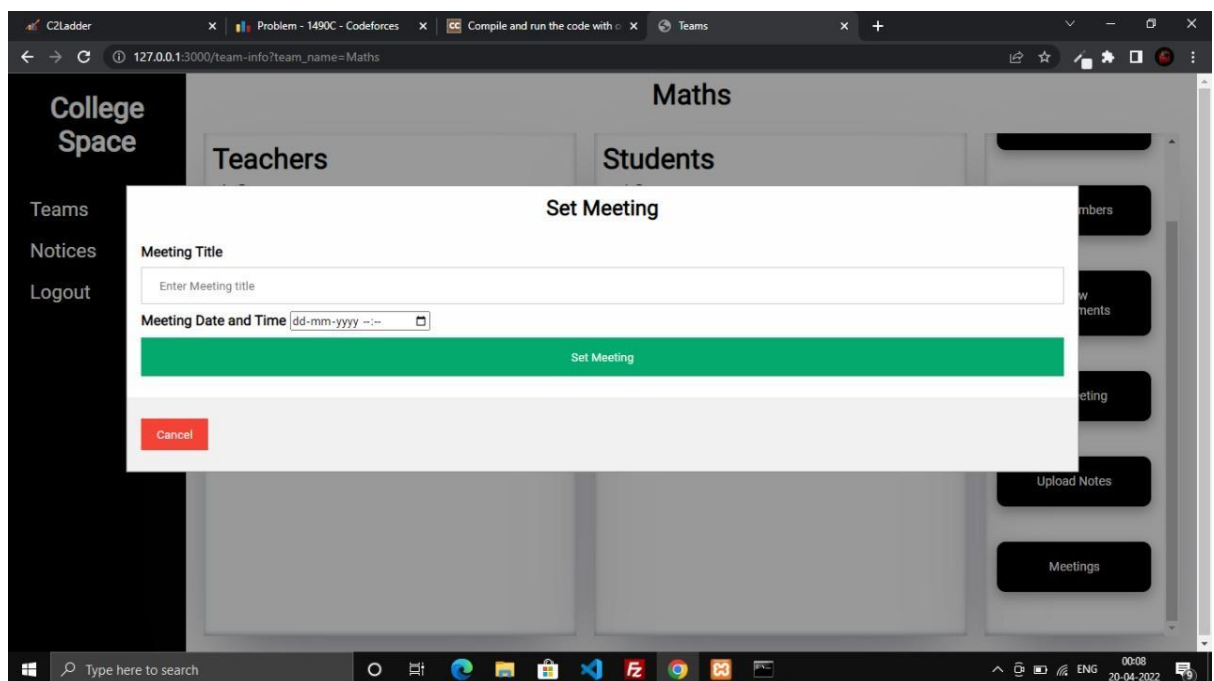 C2Ladder
Problem - 1490C - Codeforces
CC Compile and run the code with o
Teams
127.0.0.1:3000/team-info?team_name=Maths
College
Space
Teams
Notices
Logout
Maths
Teachers
Students
Set Meeting
Meeting Title
Enter Meeting title
Meeting Date and Time dd-mm-yyyy --:--
Set Meeting
Cancel
mbers
w
ments
eting
Upload Notes
Meetings
Type here to search
ENG
00:08
20-04-2022